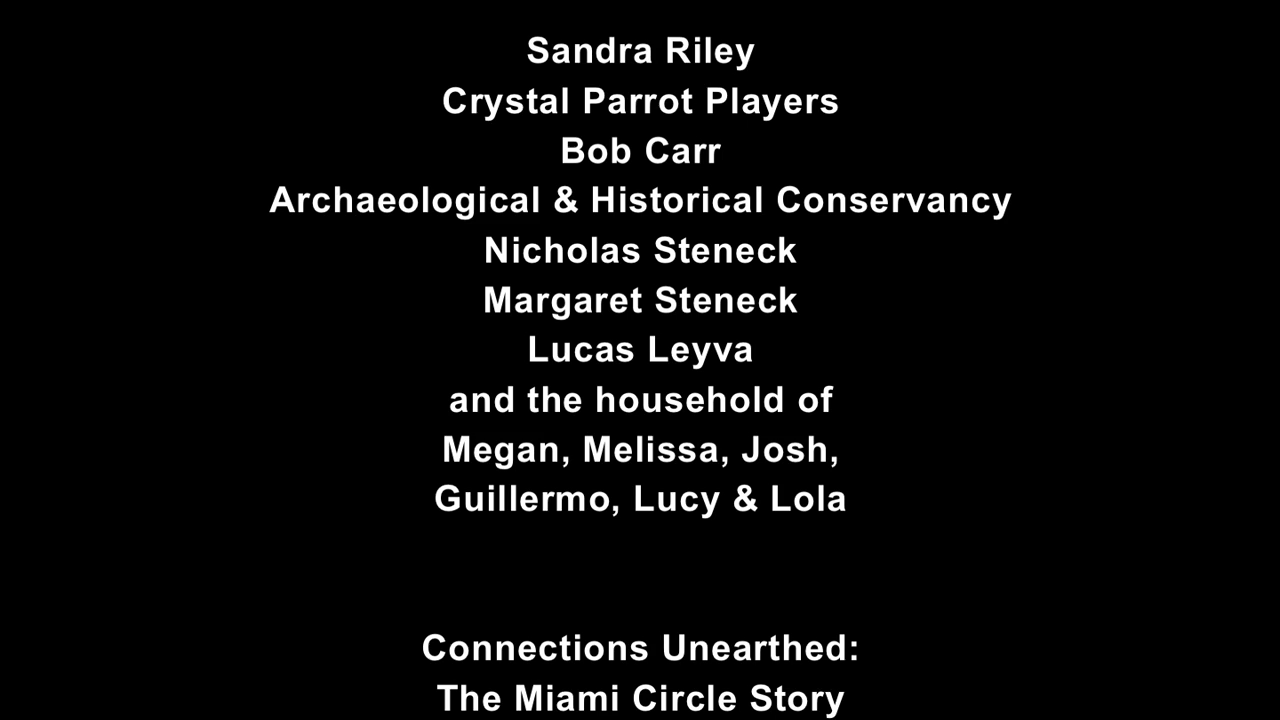 Sandra Riley
Crystal Parrot Players
Bob Carr
Archaeological & Historical Conservancy
Nicholas Steneck
Margaret Steneck
Lucas Leyva
and the household of
Megan, Melissa, Josh,
Guillermo, Lucy & Lola
Connections Unearthed:
The Miami Circle Story